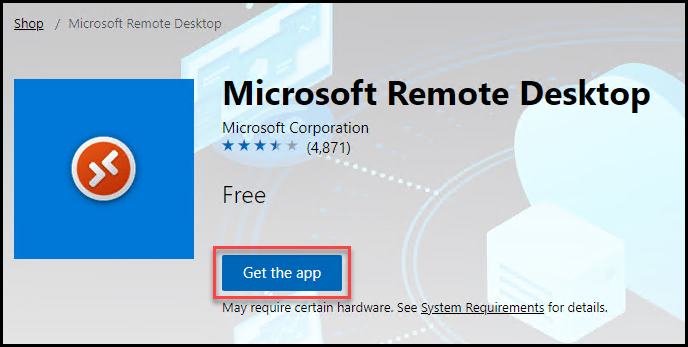 Shop / Microsoft Remote Desktop
Microsoft Remote Desktop
Microsoft Corporation
(4,871)
Free
Get the app
May require certain hardware. See System Requirements for details.